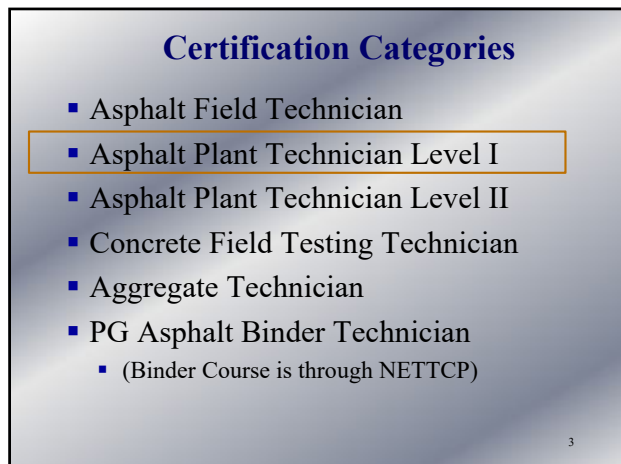 Certification Categories
▪ Asphalt Field Technician
▪ Asphalt Plant Technician Level I
▪ Asphalt Plant Technician Level II
▪ Concrete Field Testing Technician
▪ Aggregate Technician
▪ PG Asphalt Binder Technician
▪ (Binder Course is through NETTCP)
3